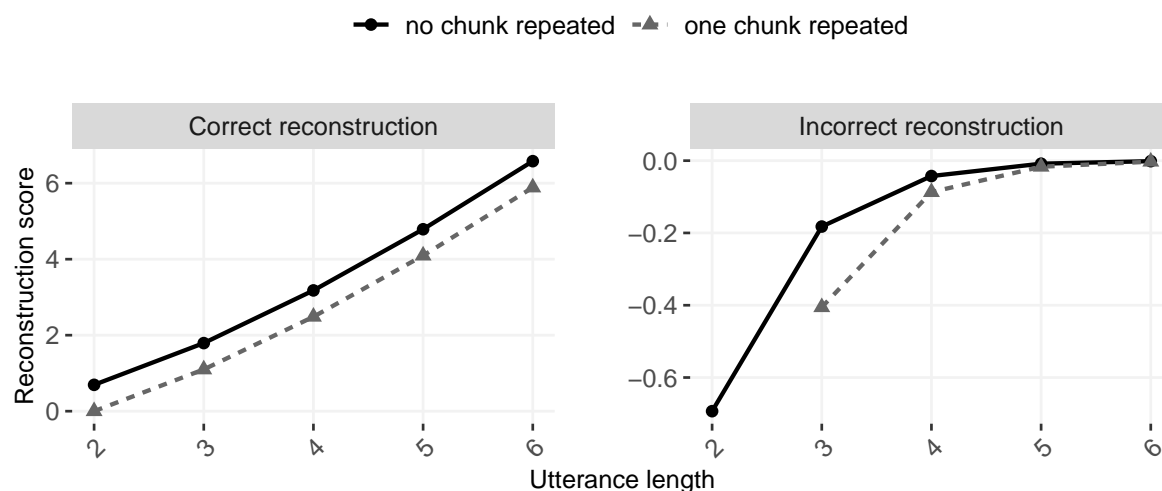 no chunk repeated one chunk repeated
Correct reconstruction Incorrect reconstruction
Reconstruction score
6
4
2
0
2 3 4 5 6
0.0
−0.2
−0.4
−0.6
2 3 4 5 6
Utterance length